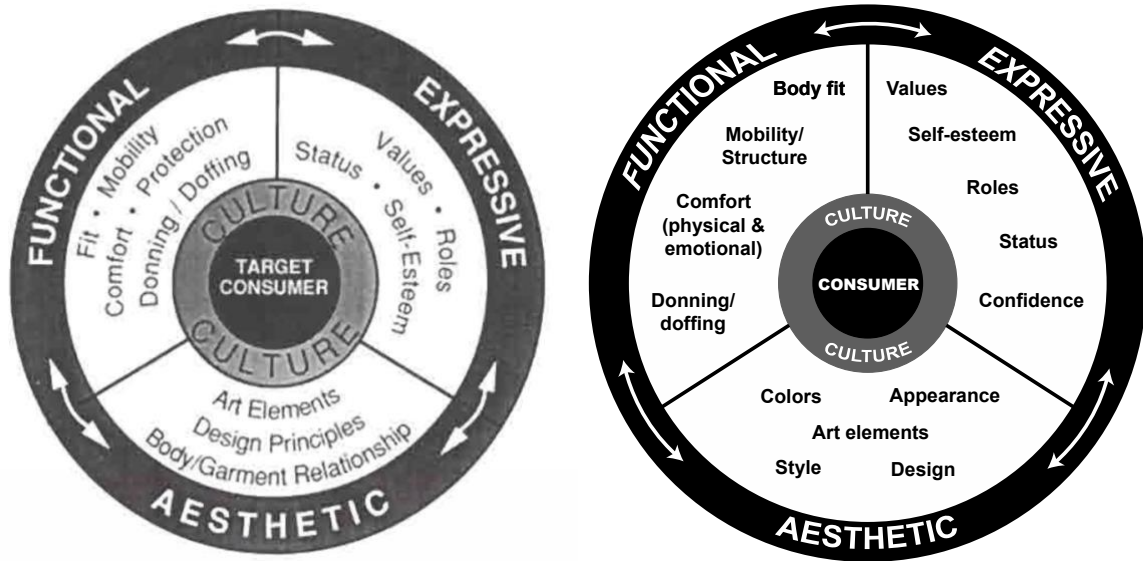 FUNCTIONAL
EXPRESSIVE
AESTHETIC
Fit • Mobility
Comfort • Protection
Donning / Doffing
Values • Roles
Status • Self-Esteem
CULTURE
TARGET
CONSUMER
CULTURE
Art Elements
Design Principles
Body/Garment Relationship
FUNCTIONAL
EXPRESSIVE
AESTHETIC
Body fit
Mobility/
Structure
Comfort
(physical &
emotional)
Donning/
doffing
Values
Self-esteem
Roles
Status
Confidence
CULTURE
CONSUMER
CULTURE
Colors
Appearance
Art elements
Style
Design